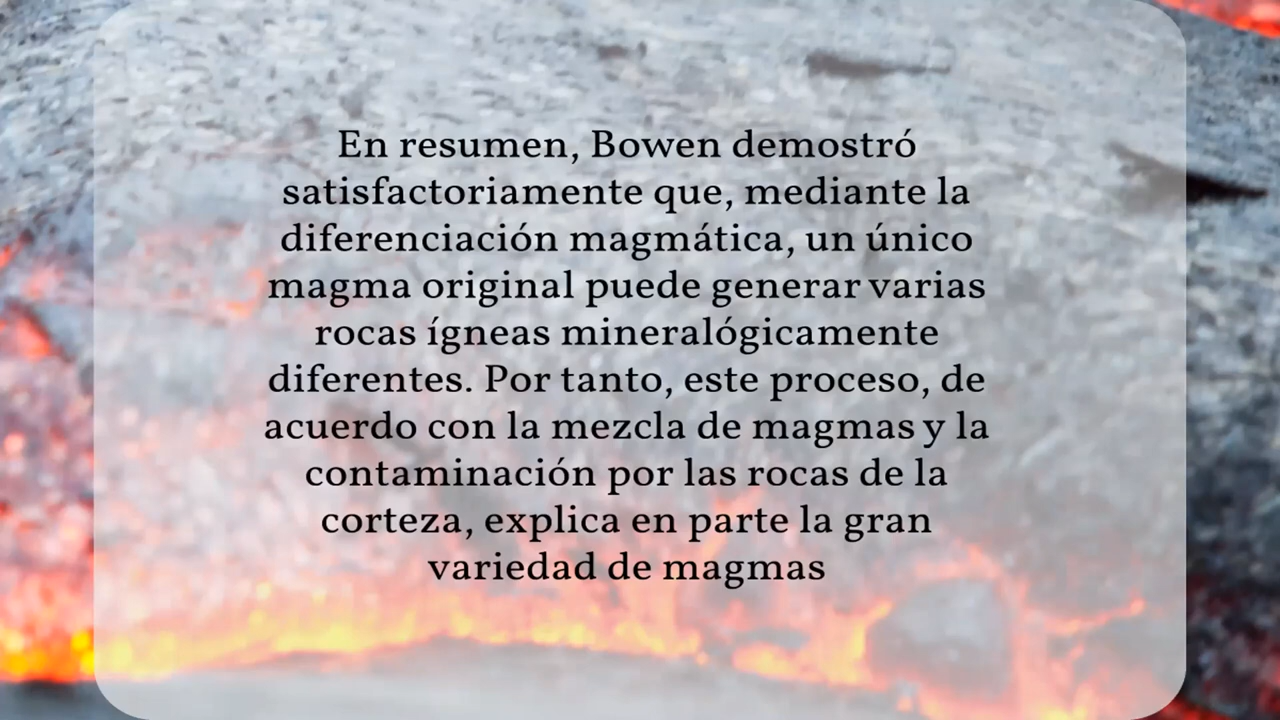 En resumen, Bowen demostró
satisfactoriamente que, mediante la
diferenciación magmática, un único
magma original puede generar varias
rocas ígneas mineralógicamente
diferentes. Por tanto, este proceso, de
acuerdo con la mezcla de magmas y la
contaminación por las rocas de la
corteza, explica en parte la gran
variedad de magmas